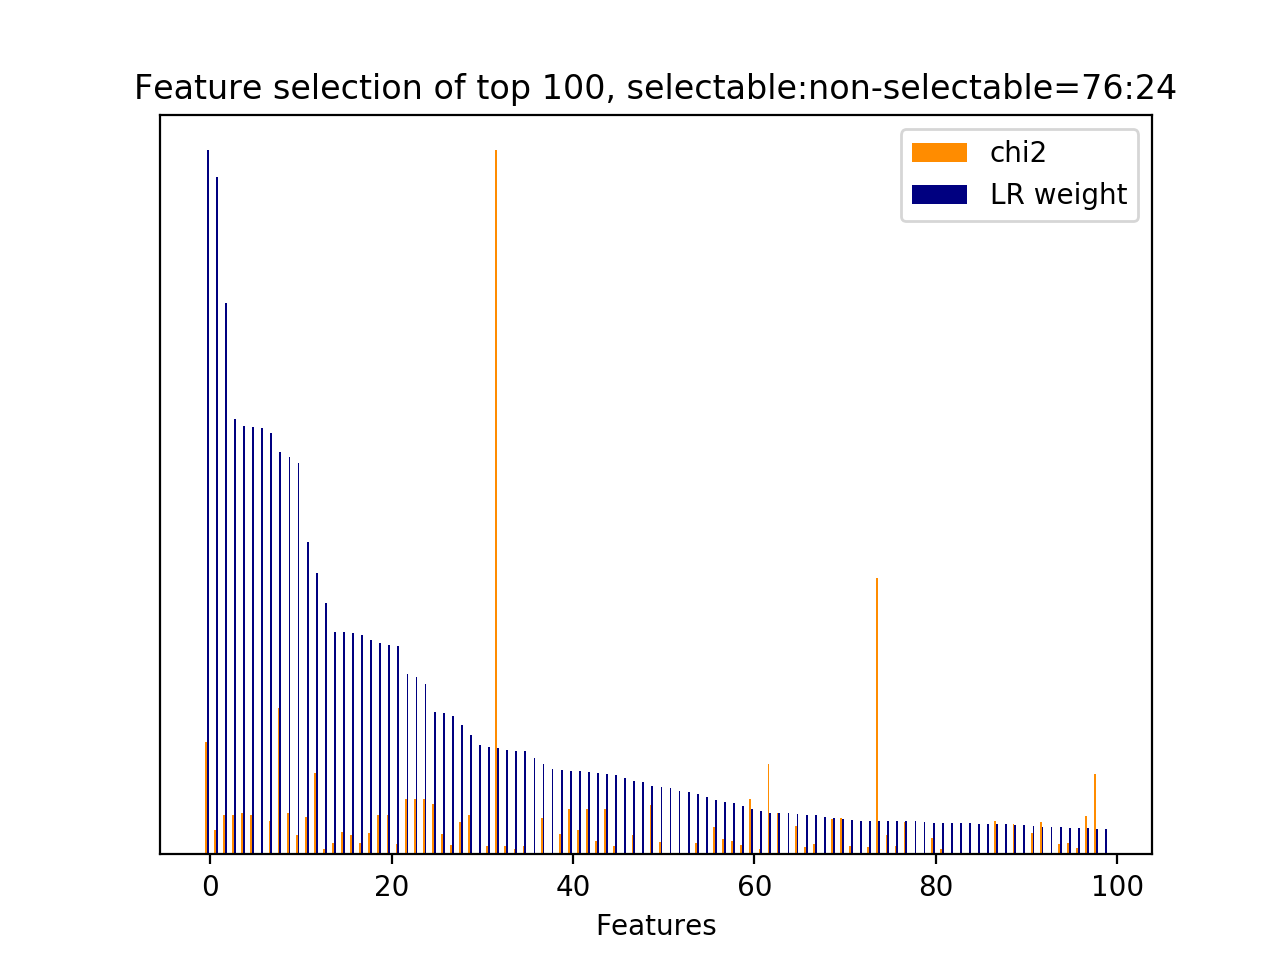 Feature selection of top 100, selectable:non-selectable=76:24
chi2
LR weight
0 20 40 60 80 100
Features